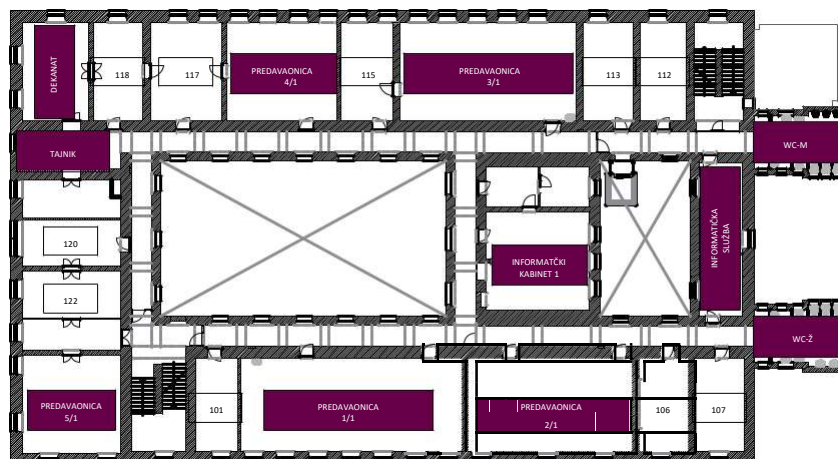 DEKANAT
118
117
PREDAVAONICA
4/1
115
PREDAVAONICA
3/1
113
112
TAJNIK
WC-M
120
INFORMATČKI
KABINET 1
INFORMATIČKA
SLUŽBA
122
WC-Ž
PREDAVAONICA
5/1
101
PREDAVAONICA
1/1
PREDAVAONICA
2/1
106
107